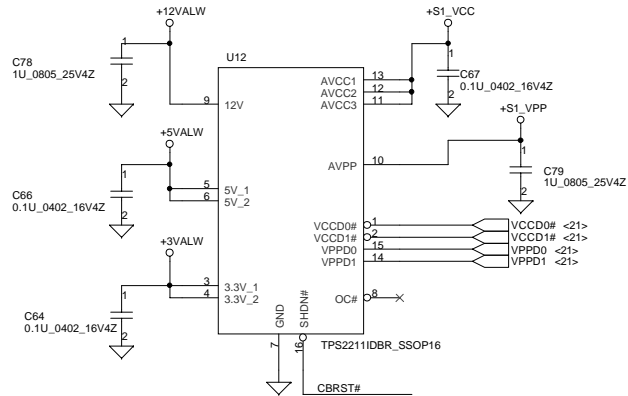 +12VALW
+S1_VCC
C78
1
1U_0805_25V4Z
2
U12
1
C67
0.1U_0402_16V4Z
2
AVCC1 13
AVCC2 12
AVCC3 11
9 12V
+S1_VPP
+5VALW
AVPP 10
1
C79
1U_0805_25V4Z
2
1
C66
0.1U_0402_16V4Z
2
5 5V_1
6 5V_2
VCCD0# 1 VCCD0# <21>
VCCD1# 2 VCCD1# <21>
VPPD0 15 VPPD0 <21>
VPPD1 14 VPPD1 <21>
+3VALW
1
C64
0.1U_0402_16V4Z
2
3 3.3V_1
4 3.3V_2
OC# 8
GND
SHDN#
7
16
TPS2211IDBR_SSOP16
CBRST#